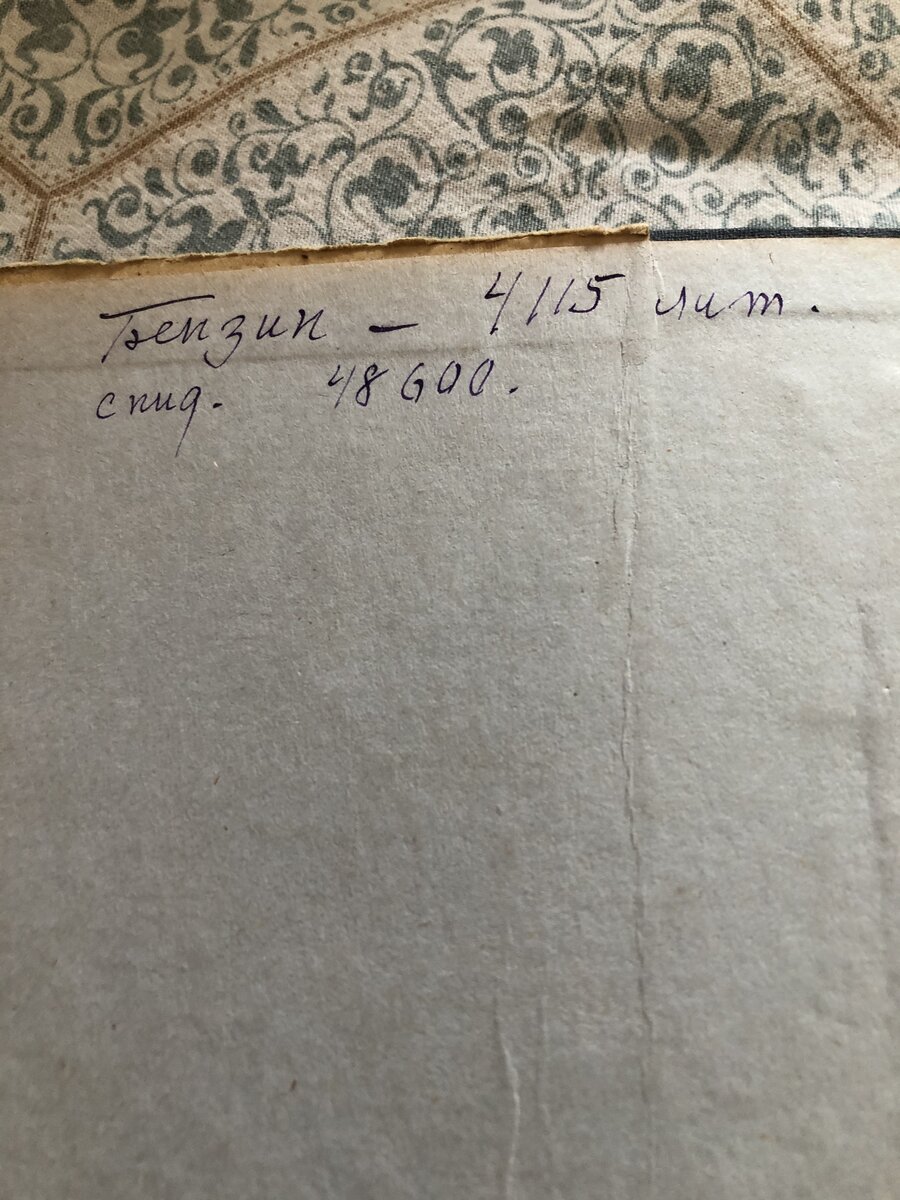 Бензин – 4115 лит.
спид. 48600.